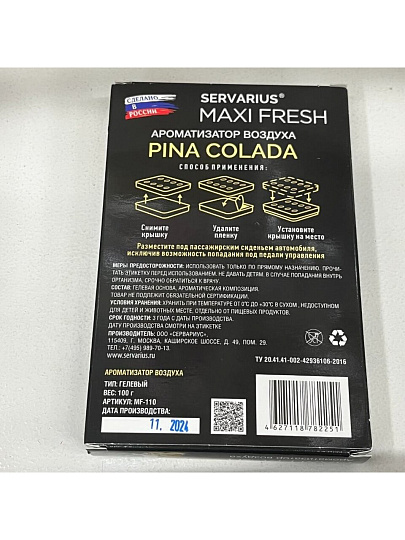 СДЕЛАНО
В
РОССИИ
SERVARIUS®
MAXI FRESH
АРОМАТИЗАТОР ВОЗДУХА
PINA COLADA
СПОСОБ ПРИМЕНЕНИЯ:
Снимите крышку
Удалите пленку
Установите крышку на место
Разместите под пассажирским сиденьем автомобиля,
исключив возможность попадания под педали управления
МЕРЫ ПРЕДОСТОРОЖНОСТИ: ИСПОЛЬЗОВАТЬ ТОЛЬКО ПО ПРЯМОМУ НАЗНАЧЕНИЮ. ПРОЧИ-
ТАТЬ ЭТИКЕТКУ ПЕРЕД ИСПОЛЬЗОВАНИЕМ. НЕ ДАВАТЬ ДЕТЯМ. В СЛУЧАЕ ПОПАДАНИЯ ВНУТРЬ
ОРГАНИЗМА, СРОЧНО ОБРАТИТЬСЯ К ВРАЧУ.
СОСТАВ: ГЕЛЕВАЯ ОСНОВА, АРОМАТИЧЕСКАЯ КОМПОЗИЦИЯ.
ТОВАР НЕ ПОДЛЕЖИТ ОБЯЗАТЕЛЬНОЙ СЕРТИФИКАЦИИ.
УСЛОВИЯ ХРАНЕНИЯ: ХРАНИТЬ ПРИ ТЕМПЕРАТУРЕ ОТ 0°С ДО +30°С В СУХОМ, НЕДОСТУПНОМ
ДЛЯ ДЕТЕЙ И ЖИВОТНЫХ МЕСТЕ, ОТДЕЛЬНО ОТ ПИЩЕВЫХ ПРОДУКТОВ.
СРОК ГОДНОСТИ: 3 ГОДА С ДАТЫ ПРОИЗВОДСТВА.
ДАТУ ПРОИЗВОДСТВА СМОТРИ НА ЭТИКЕТКЕ
ПРОИЗВОДИТЕЛЬ: ООО "СЕРВАРИУС":
115409, Г. МОСКВА, КАШИРСКОЕ ШОССЕ, Д. 49, ПОМ. 29.
ТЕЛ.: +7(495) 989-70-13.
www.servarius.ru
ТУ 20.41.41-002-42936106-2016
АРОМАТИЗАТОР ВОЗДУХА
ТИП: ГЕЛЕВЫЙ
ВЕС: 100 г
АРТИКУЛ: MF-110
ДАТА ПРОИЗВОДСТВА:
11. 2024
4 627118 782251